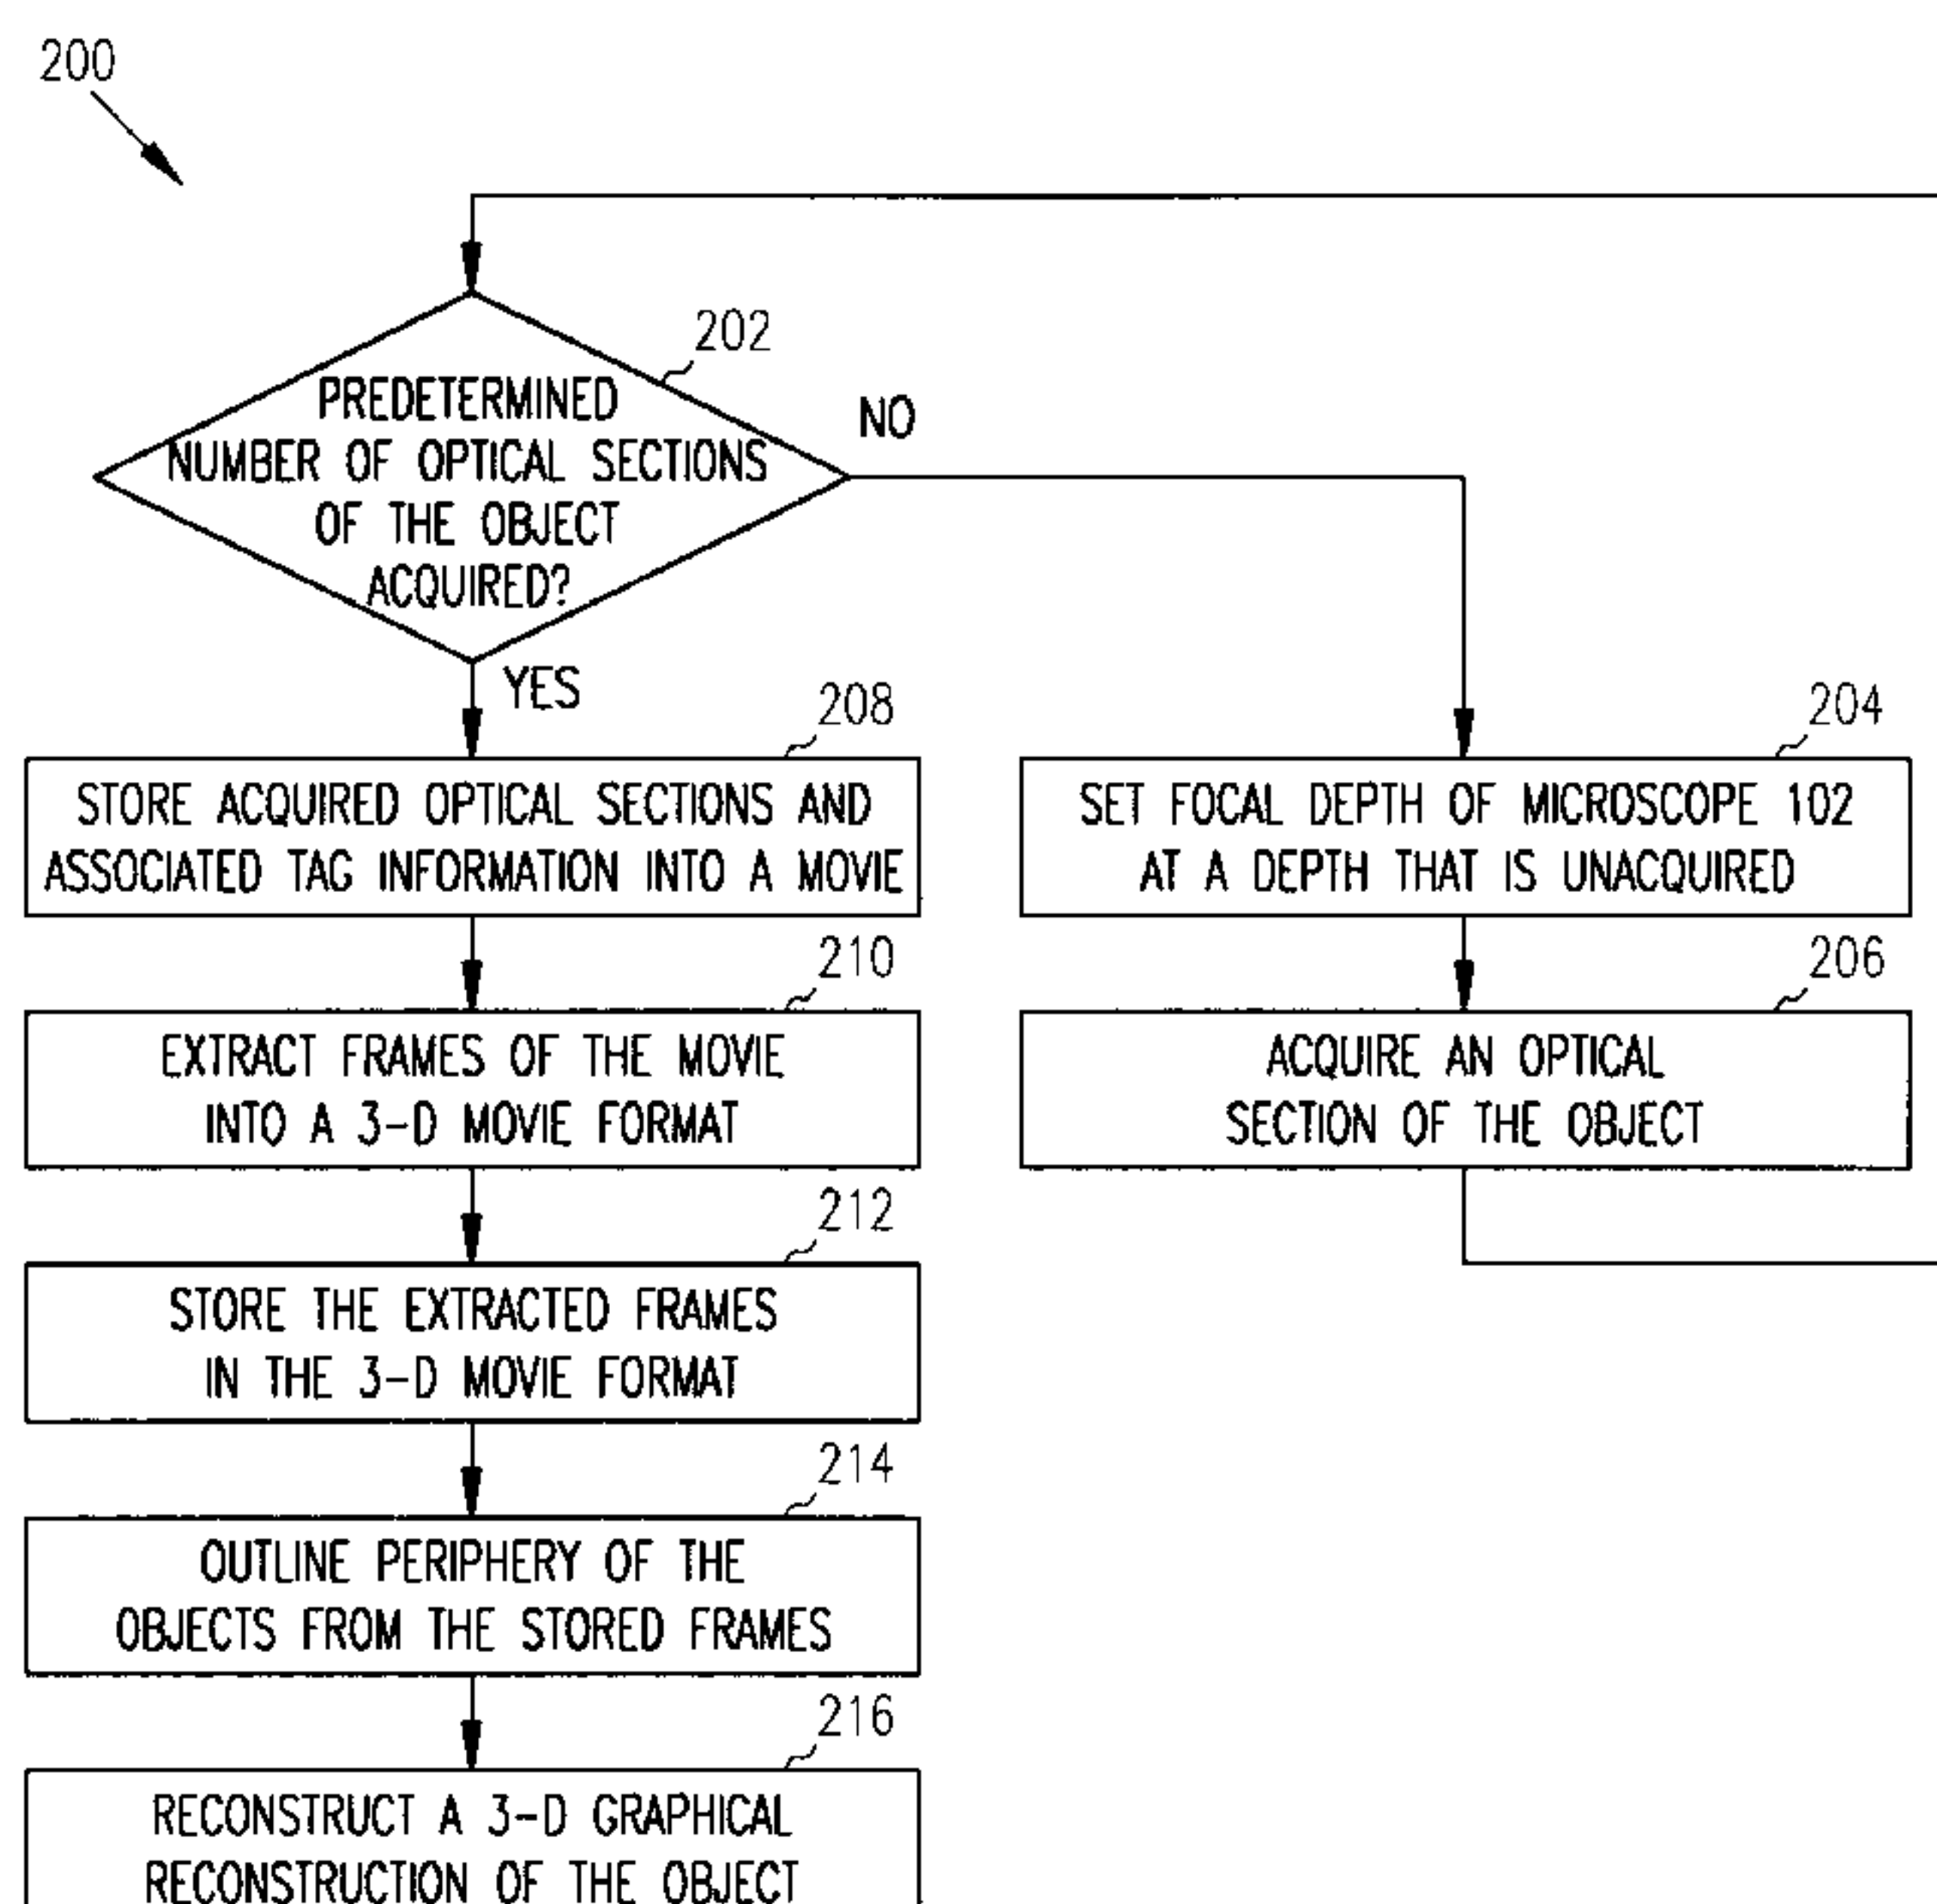 200
202
PREDETERMINED
NUMBER OF OPTICAL SECTIONS
OF THE OBJECT
ACQUIRED?
NO
YES
208
STORE ACQUIRED OPTICAL SECTIONS AND
ASSOCIATED TAG INFORMATION INTO A MOVIE
204
SET FOCAL DEPTH OF MICROSCOPE 102
AT A DEPTH THAT IS UNACQUIRED
210
EXTRACT FRAMES OF THE MOVIE
INTO A 3-D MOVIE FORMAT
206
ACQUIRE AN OPTICAL
SECTION OF THE OBJECT
212
STORE THE EXTRACTED FRAMES
IN THE 3-D MOVIE FORMAT
214
OUTLINE PERIPHERY OF THE
OBJECTS FROM THE STORED FRAMES
216
RECONSTRUCT A 3-D GRAPHICAL
RECONSTRUCTION OF THE OBJECT